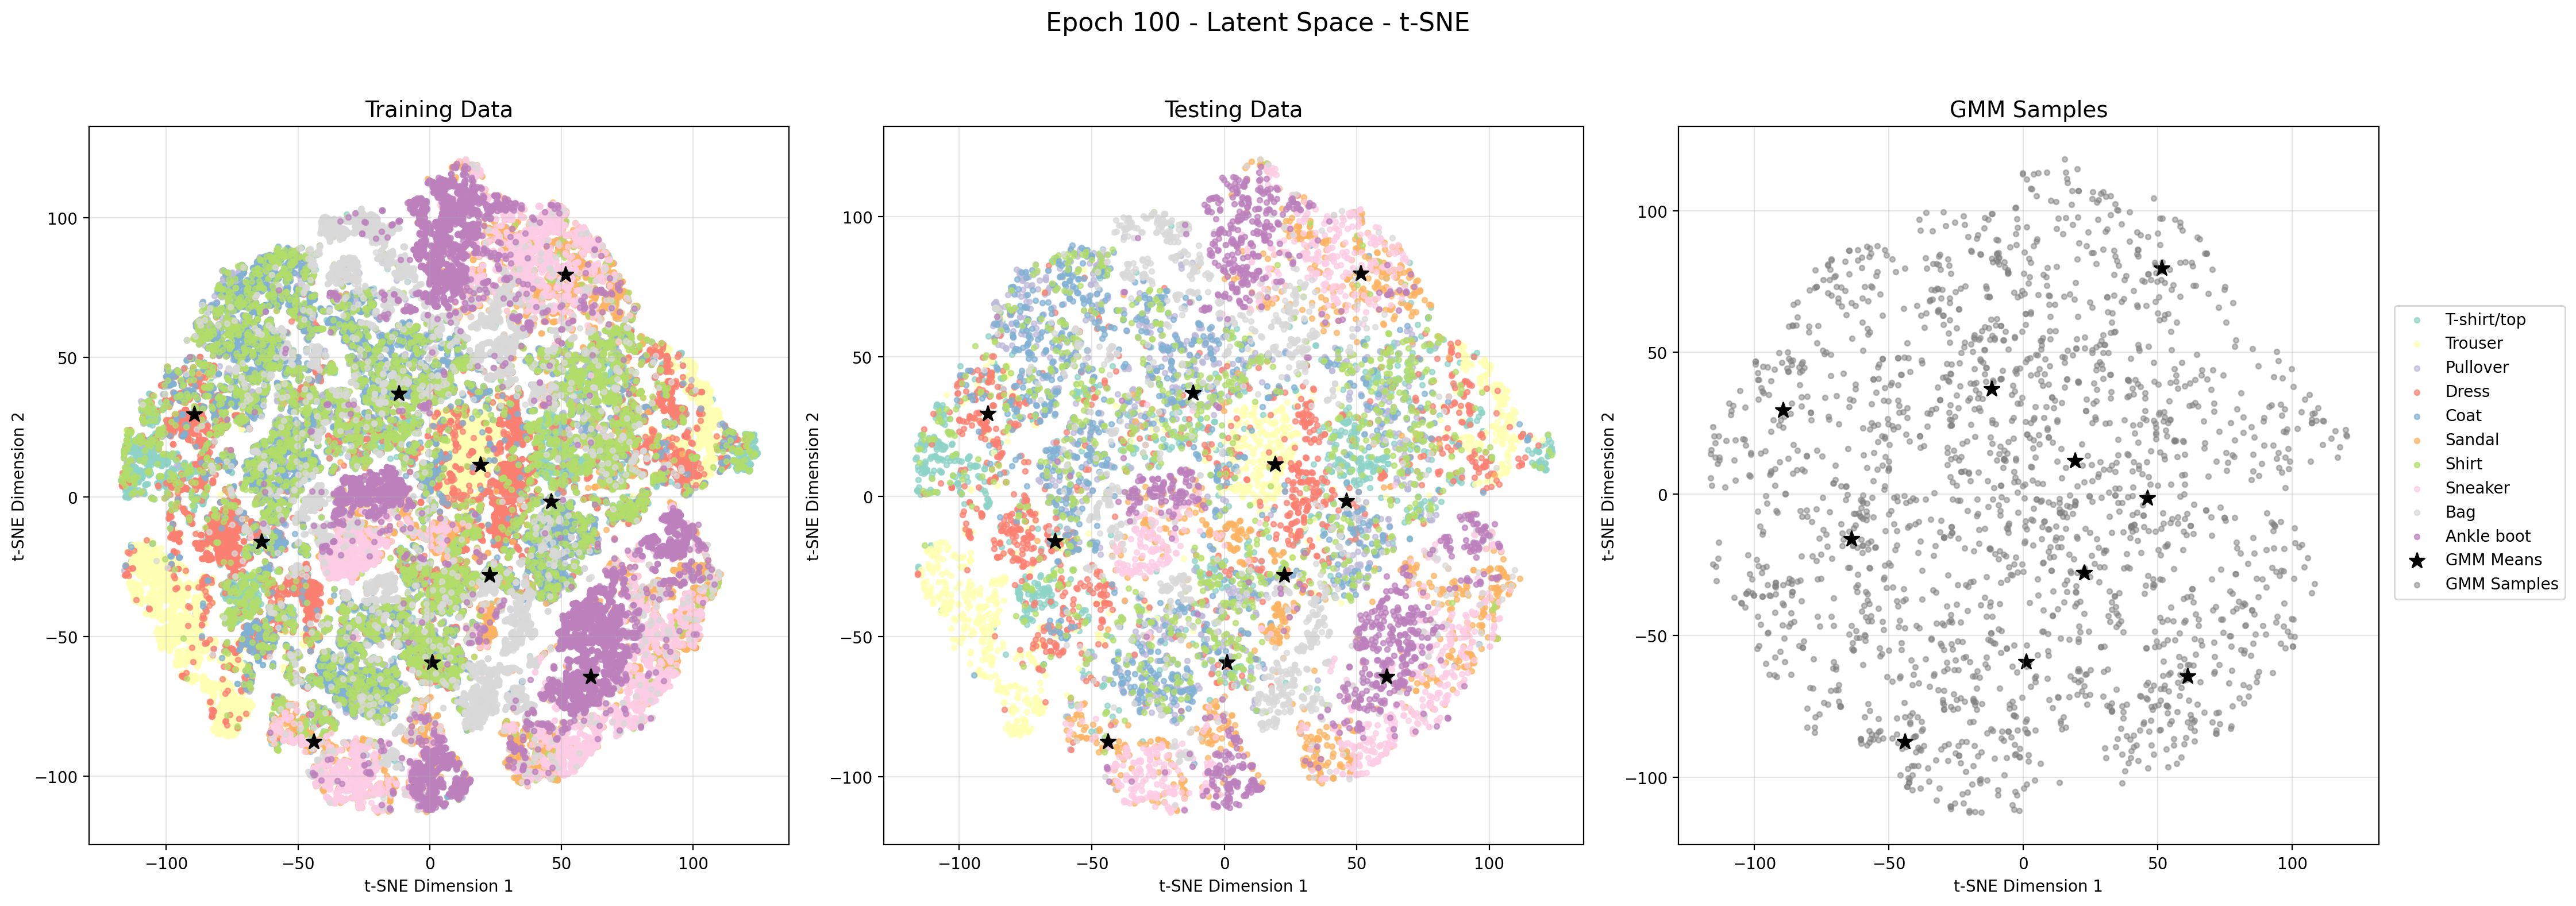 Epoch 100 - Latent Space - t-SNE
Training Data
100
50
0
−50
−100
−100
−50
0
50
100
t-SNE Dimension 1
t-SNE Dimension 2
Testing Data
100
50
0
−50
−100
−100
−50
0
50
100
t-SNE Dimension 1
t-SNE Dimension 2
GMM Samples
100
50
0
−50
−100
−100
−50
0
50
100
t-SNE Dimension 1
t-SNE Dimension 2
T-shirt/top
Trouser
Pullover
Dress
Coat
Sandal
Shirt
Sneaker
Bag
Ankle boot
GMM Means
GMM Samples